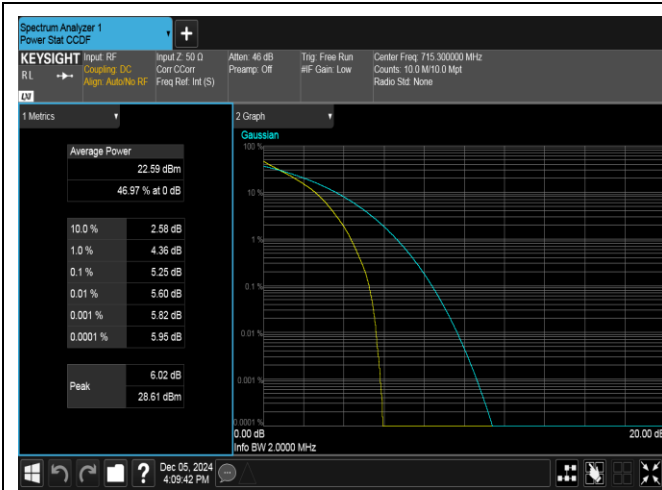 Spectrum Analyzer 1
Power Stat CCDF
+
KEYSIGHT Input: RF Input Z: 50 Ω Atten: 46 dB Trig: Free Run Center Freq: 715.300000 MHz
RL Coupling: DC Corr CCorr Preamp: Off #IF Gain: Low Counts: 10.0 M/10.0 Mpt
Align: Auto/No RF Freq Ref: Int (S) Radio Std: None
LXI
1 Metrics
Average Power
22.59 dBm
46.97 % at 0 dB
10.0 % 2.58 dB
1.0 % 4.36 dB
0.1 % 5.25 dB
0.01 % 5.60 dB
0.001 % 5.82 dB
0.0001 % 5.95 dB
Peak 6.02 dB
28.61 dBm
2 Graph
Gaussian
100 %
10 %
1 %
0.1 %
0.01 %
0.001 %
0.0001 %
0.00 dB 20.00 dB
Info BW 2.0000 MHz
? Dec 05, 2024
4:09:42 PM